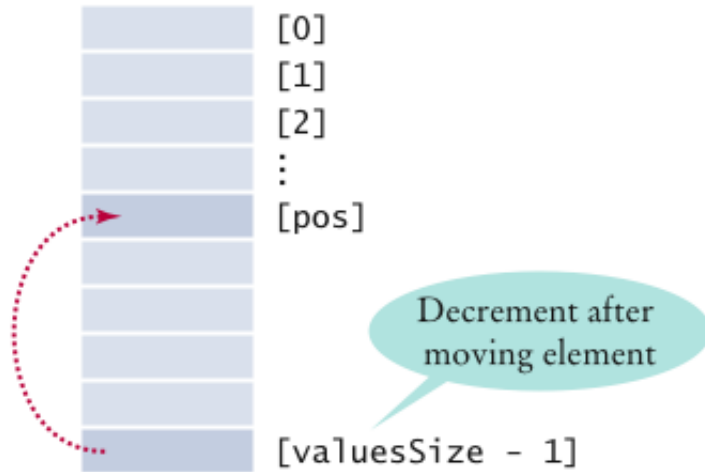 [0]
[1]
[2]
⋮
[pos]
Decrement after
moving element
[valuesSize - 1]